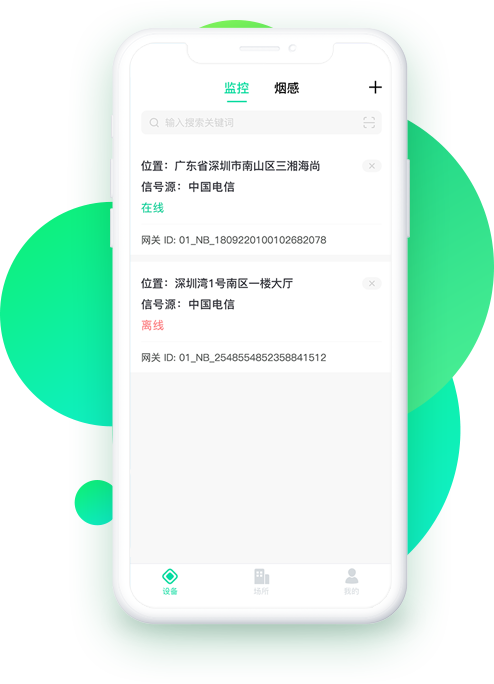 监控 烟感
输入搜索关键词
位置：广东省深圳市南山区三湘海尚
信号源：中国电信
在线
网关 ID: 01_NB_1809220100102682078
位置：深圳湾1号南区一楼大厅
信号源：中国电信
离线
网关 ID: 01_NB_2548554852358841512
设备 场所 我的